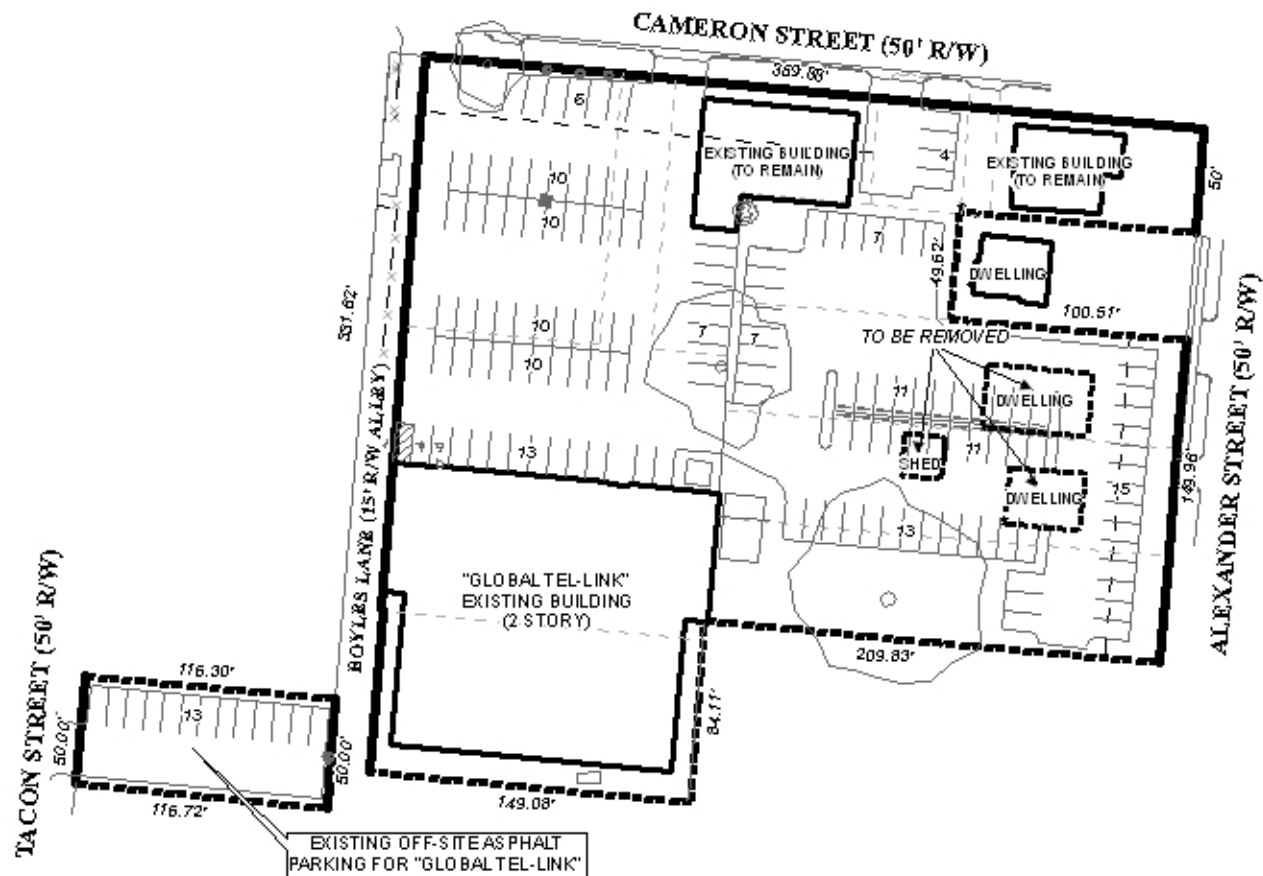 CAMERON STREET (50' R/W)
6
EXISTING BUILDING
(TO REMAIN)
4
EXISTING BUILDING
(TO REMAIN)
50'
10
10
7
49.62'
DWELLING
100.51'
331.62'
10
10
7
7
TO BE REMOVED
11
DWELLING
11
SHED
DWELLING
13
15
149.96'
13
ALEXANDER STREET (50' R/W)
BOYLES LANE (15' R/W ALLEY)
"GLOBAL TEL-LINK"
EXISTING BUILDING
(2 STORY)
209.83'
84.11'
149.08'
TACON STREET (50' R/W)
116.30'
13
50.00'
50.00'
116.72'
EXISTING OFF-SITE ASPHALT
PARKING FOR "GLOBAL TEL-LINK"